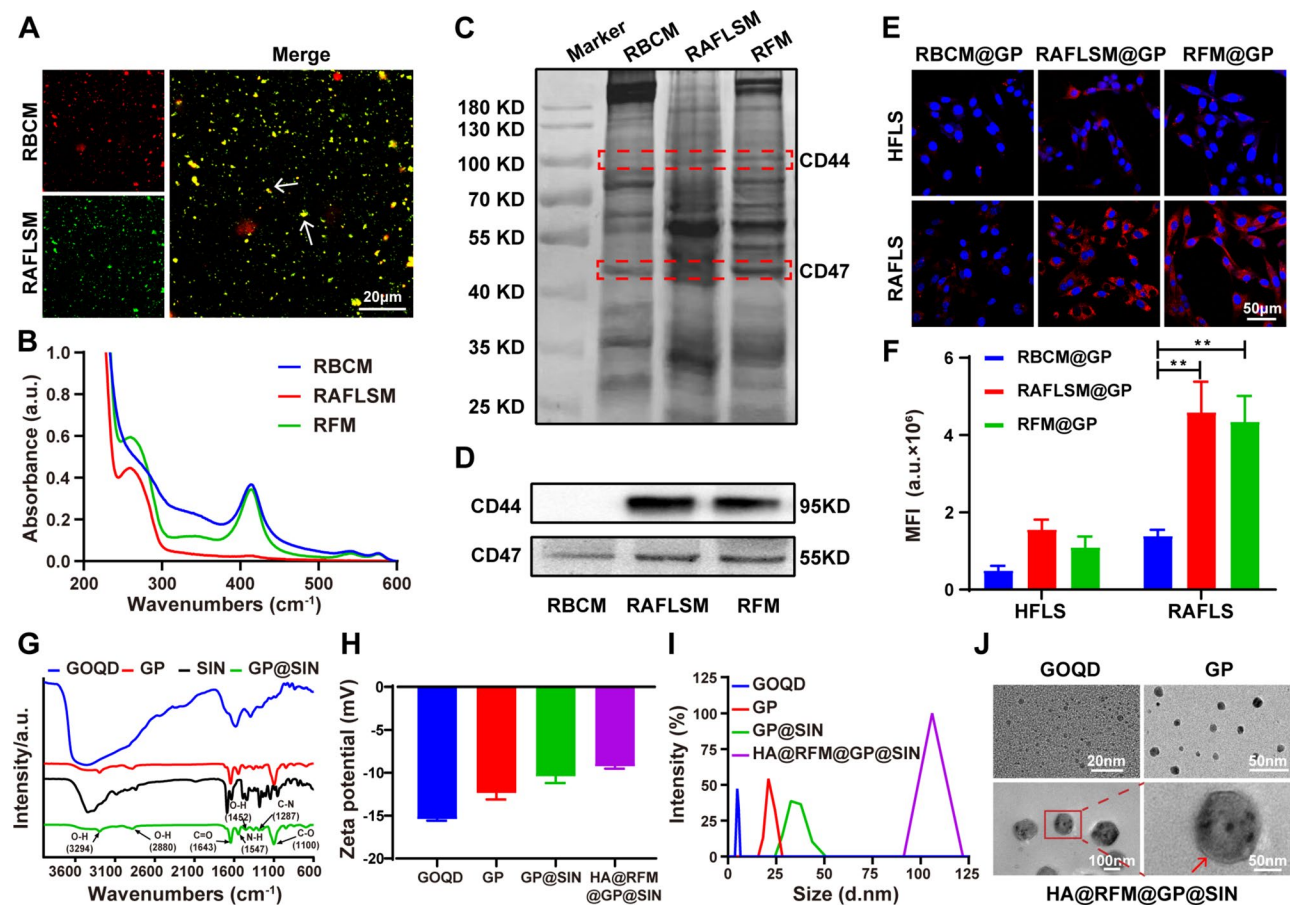 A
Merge
RBCM
RAFLSM
20μm
B
Absorbance (a.u.)
1.0
0.8
0.6
0.4
0.2
0.0
RBCM
RAFLSM
RFM
200 300 400 500 600
Wavenumbers (cm-1)
C
Marker RBCM RAFLSM RFM
180 KD
130 KD
100 KD
70 KD
55 KD
40 KD
35 KD
25 KD
CD44
CD47
D
CD44 95KD
CD47 55KD
RBCM RAFLSM RFM
E
RBCM@GP RAFLSM@GP RFM@GP
HFLS
RAFLS
50μm
F
MFI (a.u.×10⁶)
6
4
2
0
RBCM@GP
RAFLSM@GP
RFM@GP
**
**
HFLS RAFLS
G
GOQD GP SIN GP@SIN
Intensity/a.u.
O-H
(3294)
O-H
(2880)
C=O
(1643)
O-H
(1452)
N-H
(1547)
C-N
(1287)
C-O
(1100)
3600 3100 2600 2100 1600 1100 600
Wavenumbers (cm-1)
H
Zeta potential (mV)
0
-5
-10
-15
-20
GOQD GP GP@SIN HA@RFM
@GP@SIN
I
Intensity (%)
125
100
75
50
25
0
GOQD
GP
GP@SIN
HA@RFM@GP@SIN
0 25 50 75 100 125
Size (d.nm)
J
GOQD GP
20nm
50nm
100nm
50nm
HA@RFM@GP@SIN